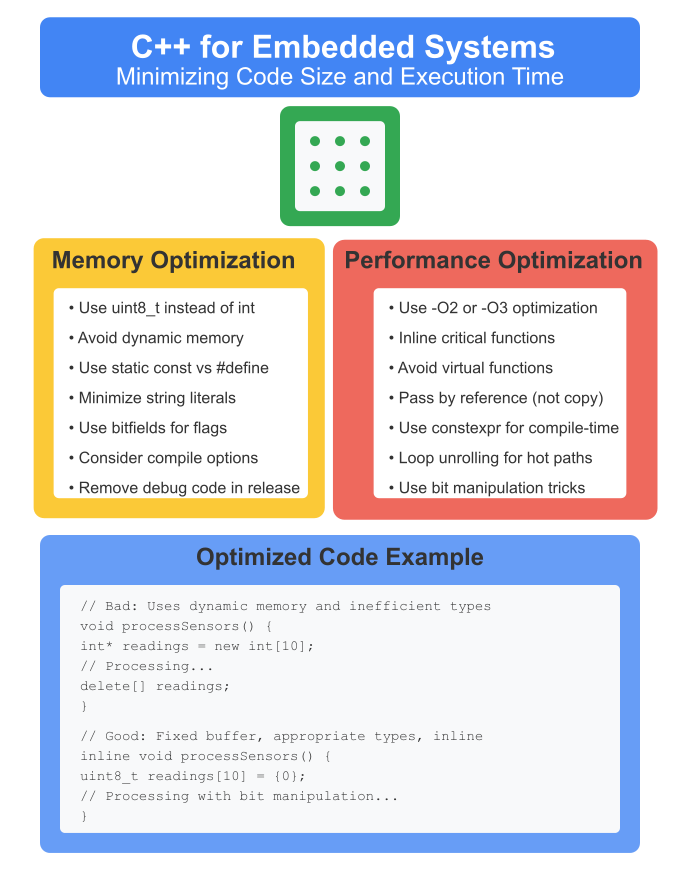 C++ for Embedded Systems
Minimizing Code Size and Execution Time
Memory Optimization
• Use uint8_t instead of int
• Avoid dynamic memory
• Use static const vs #define
• Minimize string literals
• Use bitfields for flags
• Consider compile options
• Remove debug code in release
Performance Optimization
• Use -O2 or -O3 optimization
• Inline critical functions
• Avoid virtual functions
• Pass by reference (not copy)
• Use constexpr for compile-time
• Loop unrolling for hot paths
• Use bit manipulation tricks
Optimized Code Example
// Bad: Uses dynamic memory and inefficient types
void processSensors() {
int* readings = new int[10];
// Processing...
delete[] readings;
}
// Good: Fixed buffer, appropriate types, inline
inline void processSensors() {
uint8_t readings[10] = {0};
// Processing with bit manipulation...
}